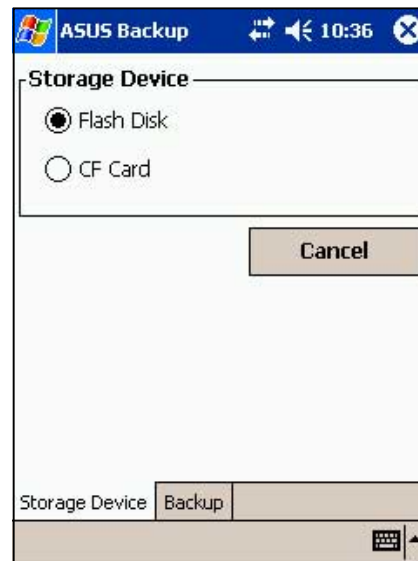 ASUS Backup 10:36
Storage Device
Flash Disk
CF Card
Cancel
Storage Device Backup